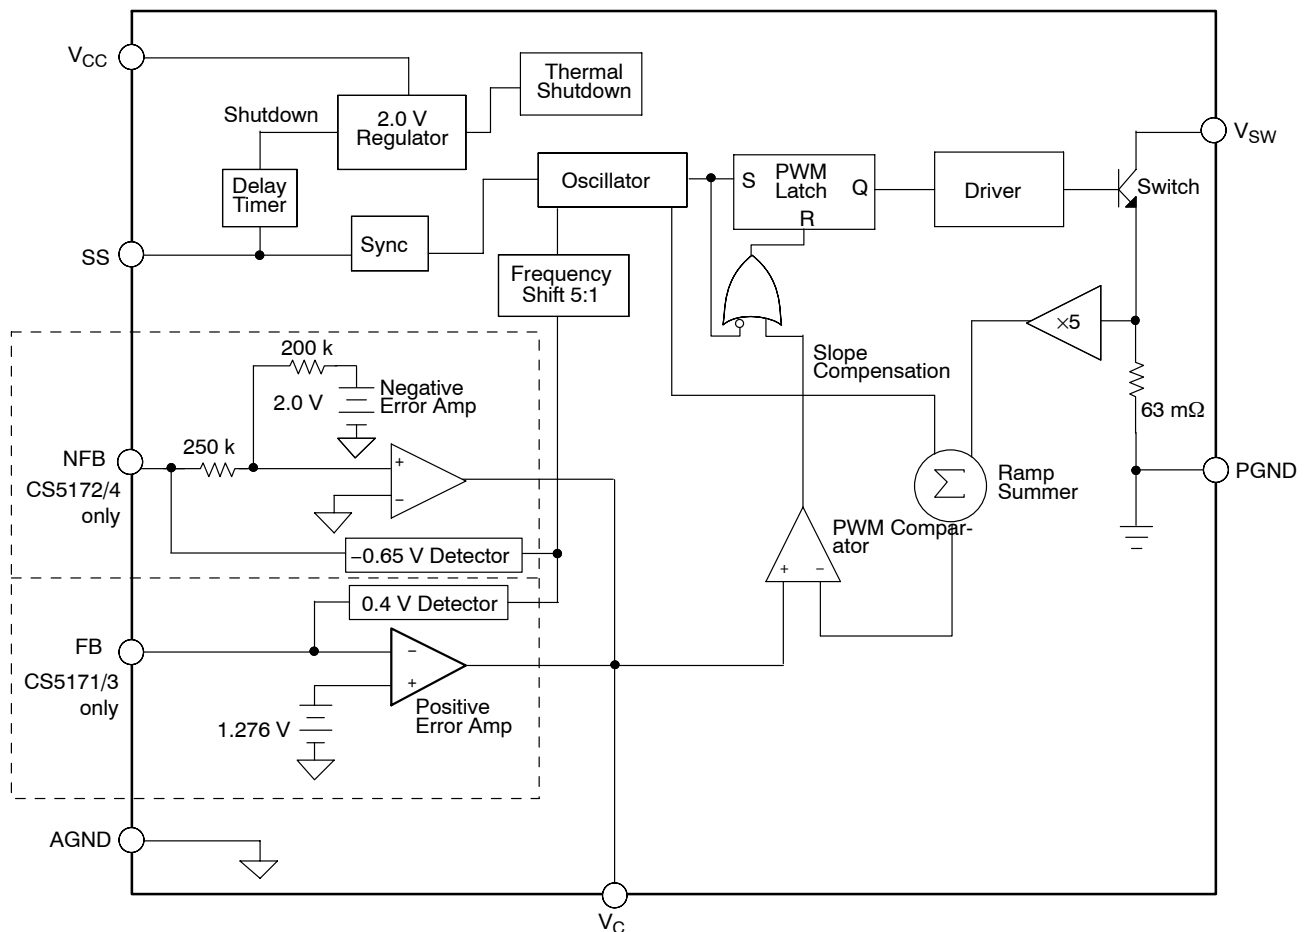 VCC
Shutdown
2.0 V
Regulator
Thermal
Shutdown
VSW
Delay
Timer
Oscillator
S
PWM
Latch
Q
R
Driver
Switch
SS
Sync
Frequency
Shift 5:1
×5
Slope
Compensation
63 mΩ
200 k
2.0 V
Negative
Error Amp
250 k
NFB
CS5172/4
only
+
−
−0.65 V Detector
Σ
Ramp
Summer
PGND
PWM Compar-
ator
+
−
0.4 V Detector
FB
CS5171/3
only
−
+
1.276 V
Positive
Error Amp
AGND
VC